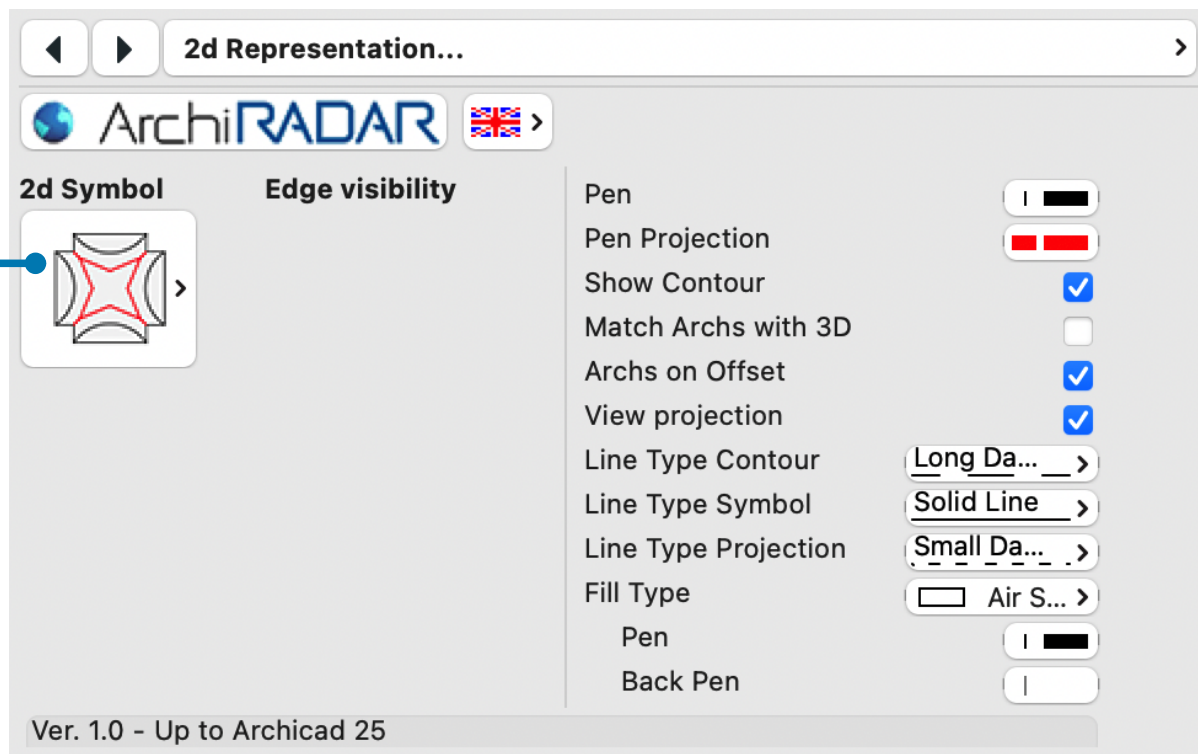 2d Representation...
ArchiRADAR
2d Symbol
Edge visibility
Pen
Pen Projection
Show Contour
Match Archs with 3D
Archs on Offset
View projection
Line Type Contour Long Da...
Line Type Symbol Solid Line
Line Type Projection Small Da...
Fill Type Air S...
Pen
Back Pen
Ver. 1.0 - Up to Archicad 25